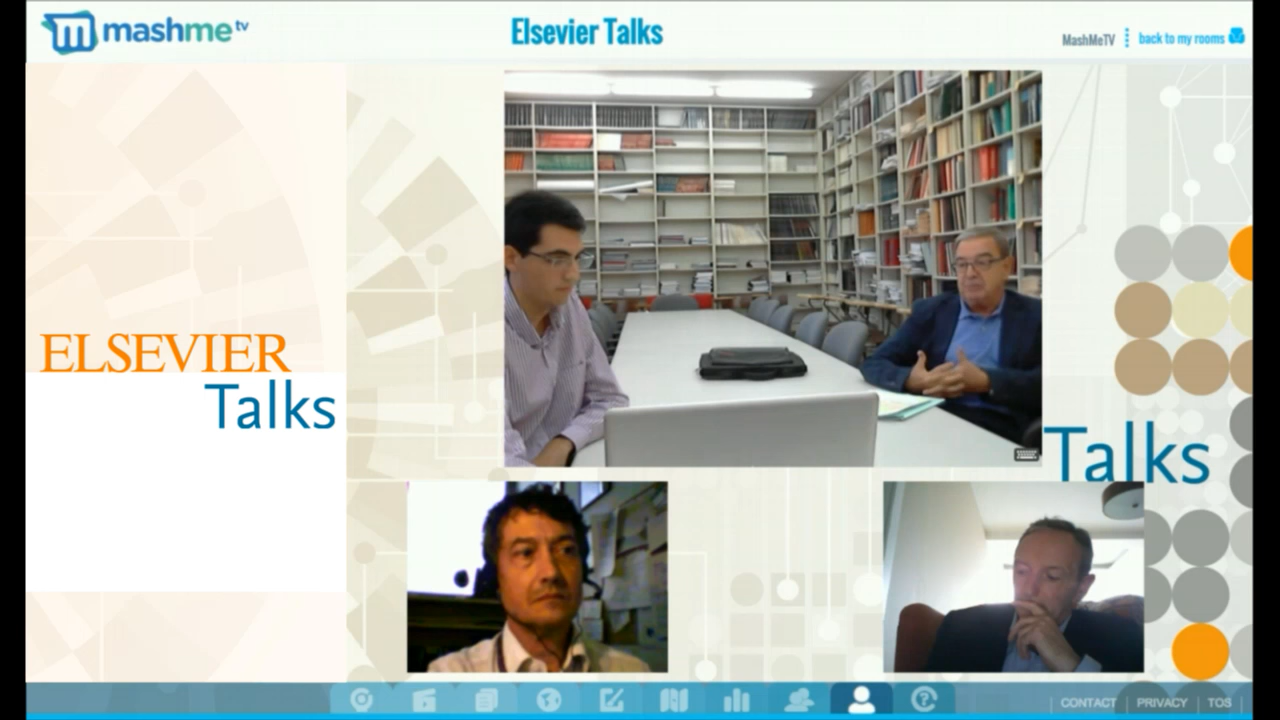 mashme tv
Elsevier Talks
MashMeTV
back to my rooms
ELSEVIER
Talks
Talks
CONTACT
PRIVACY
TOS